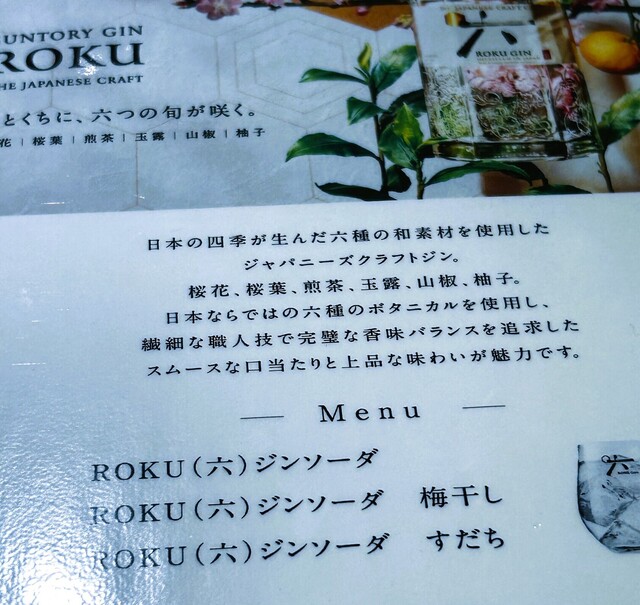 SUNTORY GIN
ROKU
THE JAPANESE CRAFT
とくちに、六つの旬が咲く。
花 | 桜葉 | 煎茶 | 玉露 | 山椒 | 柚子
六
ROKU GIN
日本の四季が生んだ六種の和素材を使用した
ジャパニーズクラフトジン。
桜花、桜葉、煎茶、玉露、山椒、柚子。
日本ならではの六種のボタニカルを使用し、
繊細な職人技で完璧な香味バランスを追求した
スムースな口当たりと上品な味わいが魅力です。
Menu
ROKU(六)ジンソーダ
ROKU(六)ジンソーダ 梅干し
ROKU(六)ジンソーダ すだち
六